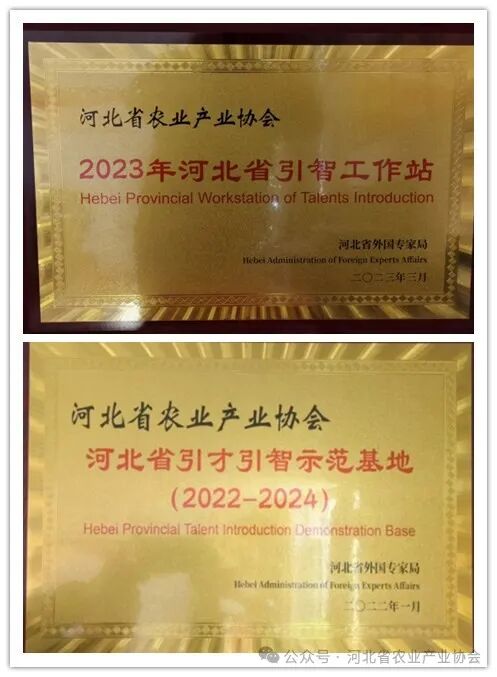 河北省农业产业协会
2023年河北省引智工作站
Hebei Provincial Workstation of Talents Introduction
河北省外国专家局
Hebei Administration of Foreign Experts Affairs
二〇二三年三月
河北省农业产业协会
河北省引才引智示范基地
(2022-2024)
Hebei Provincial Talent Introduction Demonstration Base
河北省外国专家局
Hebei Administration of Foreign Experts Affairs
二〇二二年一月
公众号·河北省农业产业协会